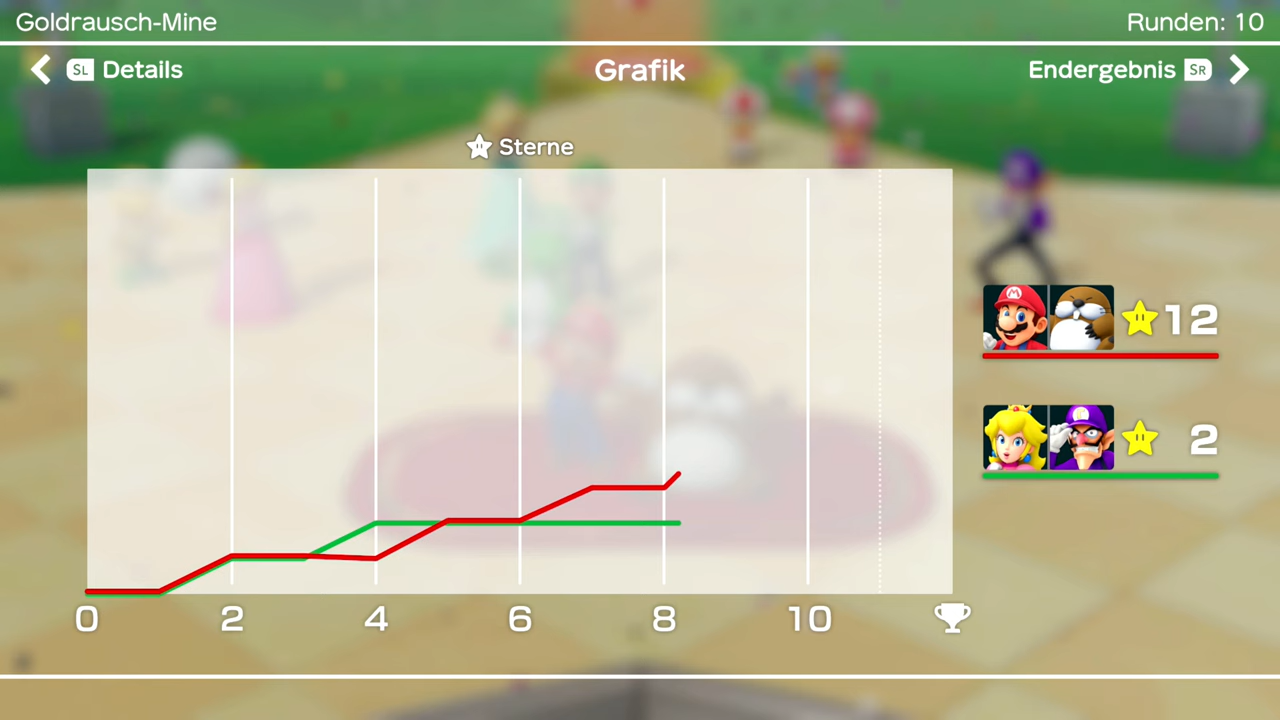 Goldrausch-Mine
Runden: 10
SL Details
Grafik
Endergebnis SR
Sterne
12
2
0 2 4 6 8 10